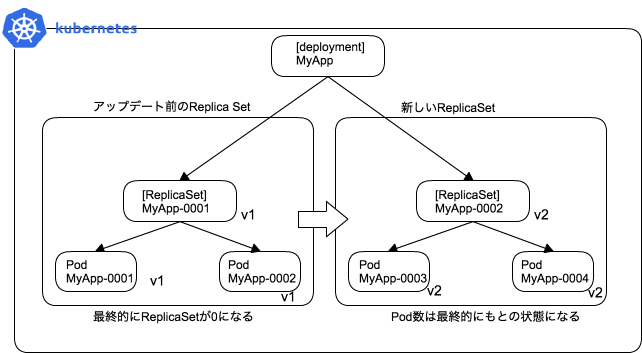 kubernetes
[deployment]
MyApp
アップデート前のReplica Set
新しいReplicaSet
[ReplicaSet]
MyApp-0001
v1
[ReplicaSet]
MyApp-0002
v2
Pod
MyApp-0001
v1
Pod
MyApp-0002
v1
Pod
MyApp-0003
v2
Pod
MyApp-0004
v2
最終的にReplicaSetが0になる
Pod数は最終的にもとの状態になる